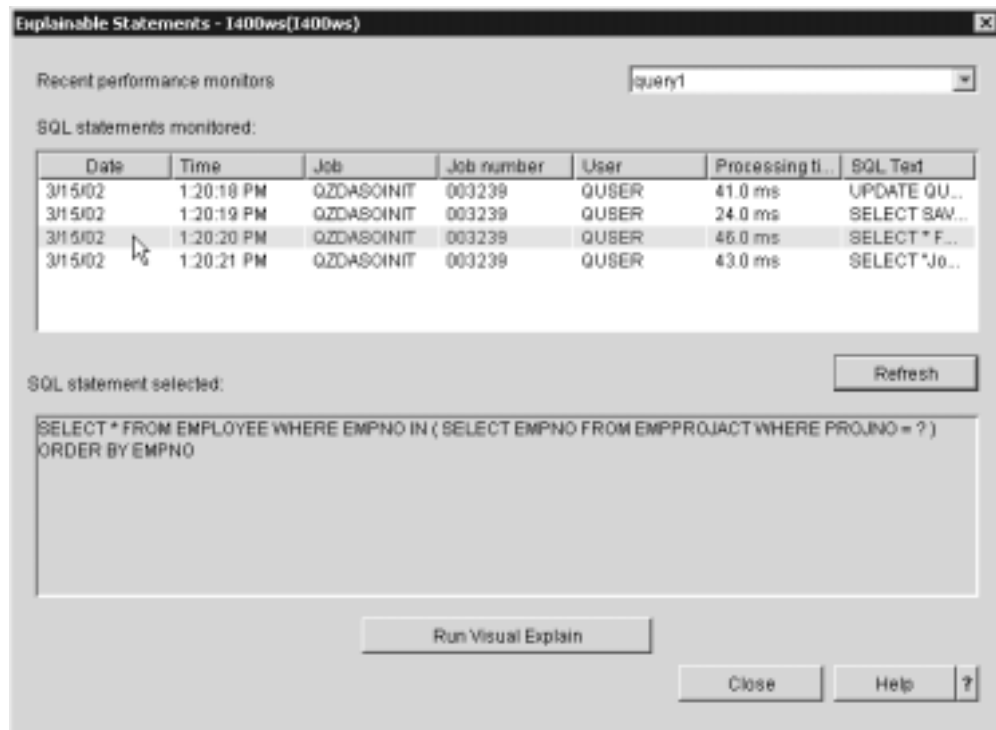 Explainable Statements - I400ws(I400ws)
Recent performance monitors query1
SQL statements monitored:
Date Time Job Job number User Processing ti... SQL Text
3/15/02 1:20:18 PM QZDASOINIT 003239 QUSER 41.0 ms UPDATE QU...
3/15/02 1:20:19 PM QZDASOINIT 003239 QUSER 24.0 ms SELECT SAV...
3/15/02 1:20:20 PM QZDASOINIT 003239 QUSER 46.0 ms SELECT * F...
3/15/02 1:20:21 PM QZDASOINIT 003239 QUSER 43.0 ms SELECT "Jo...
Refresh
SQL statement selected:
SELECT * FROM EMPLOYEE WHERE EMPNO IN ( SELECT EMPNO FROM EMPPROJACT WHERE PROJNO = ? )
ORDER BY EMPNO
Run Visual Explain
Close Help ?